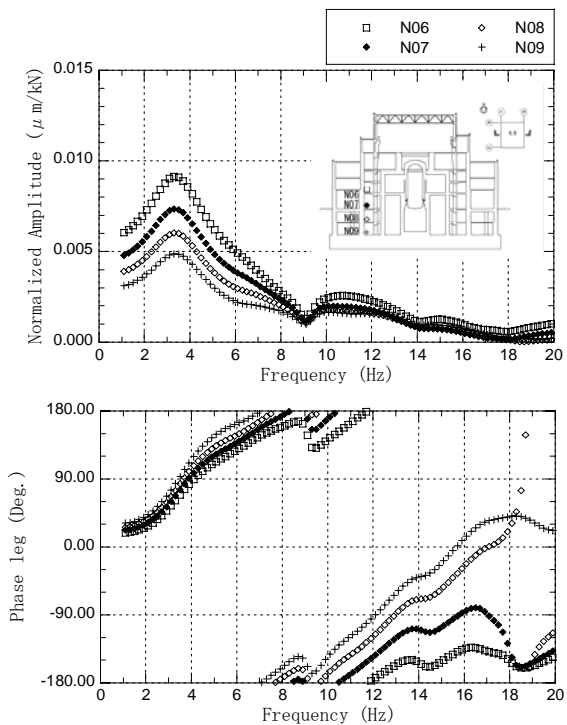 N06 N08
N07 N09
0.015
0.010
0.005
0.000
Normalized Amplitude (μm/kN)
N06
N07
N08
N09
0 2 4 6 8 10 12 14 16 18 20
Frequency (Hz)
180.00
90.00
0.00
-90.00
-180.00
Phase leg (Deg.)
0 2 4 6 8 10 12 14 16 18 20
Frequency (Hz)